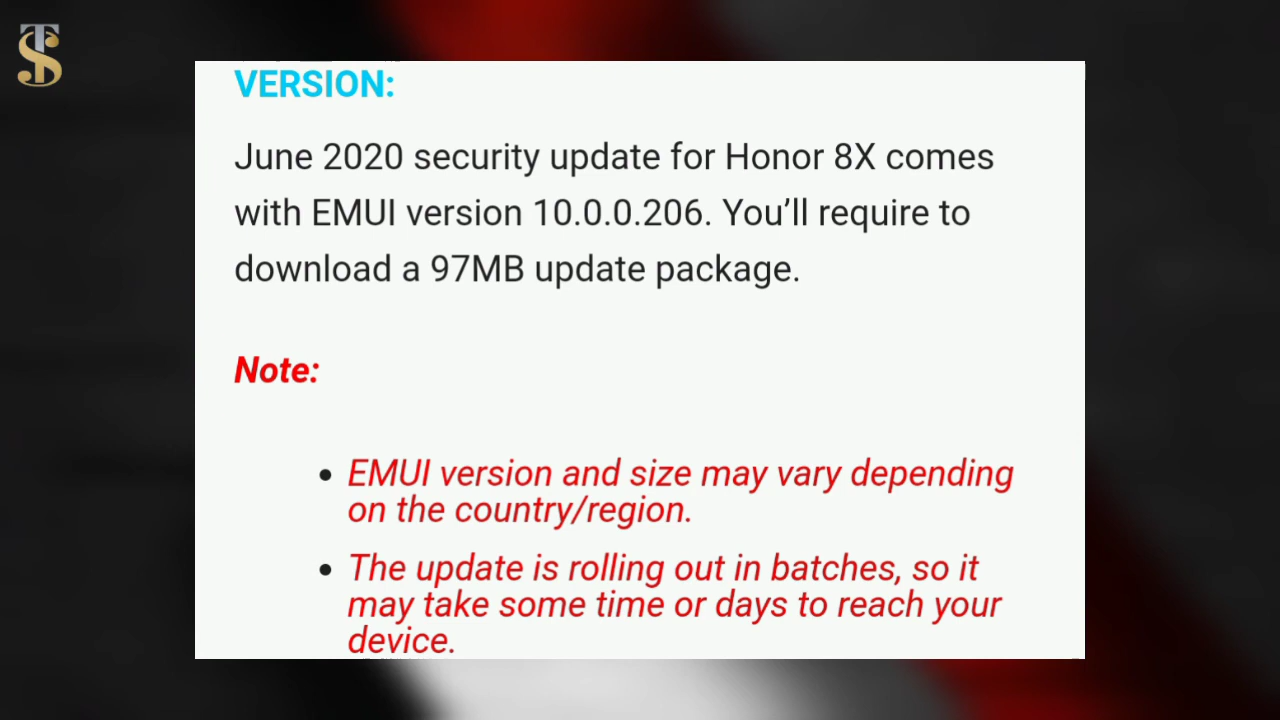 VERSION:
June 2020 security update for Honor 8X comes
with EMUI version 10.0.0.206. You’ll require to
download a 97MB update package.
Note:
• EMUI version and size may vary depending
on the country/region.
• The update is rolling out in batches, so it
may take some time or days to reach your
device.